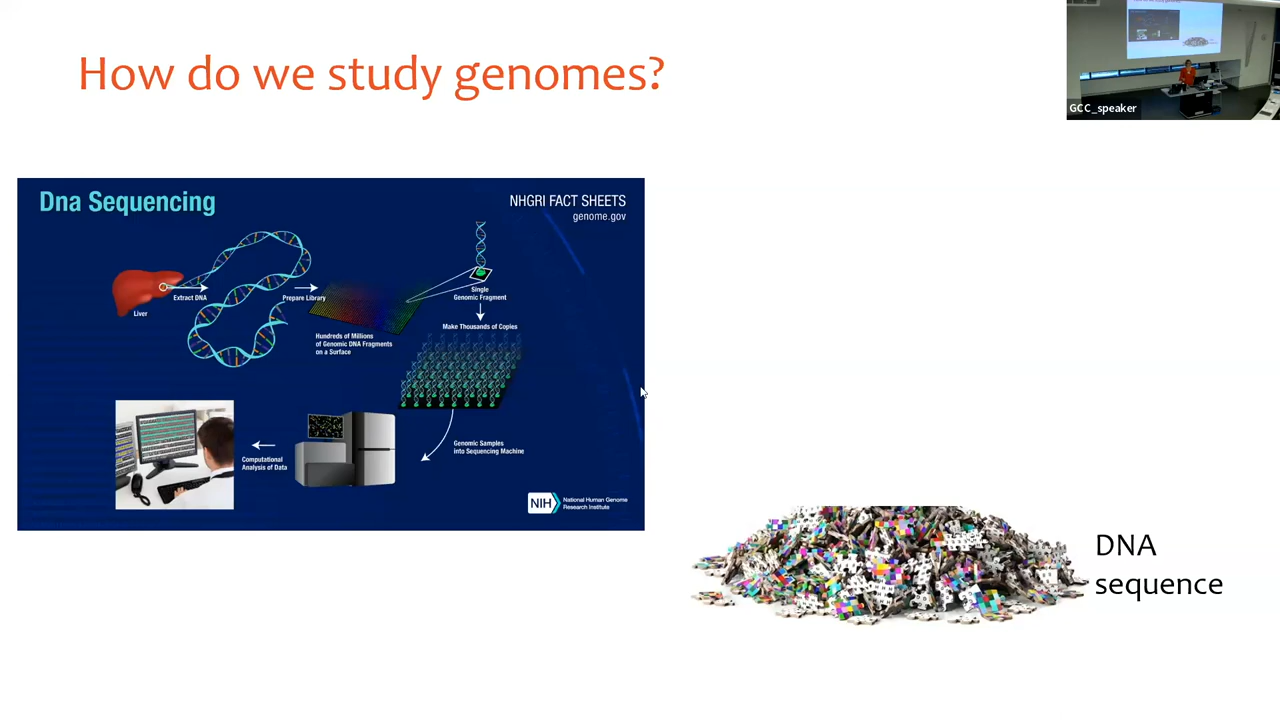 How do we study genomes?
GCC_speaker
Dna Sequencing
NHGRI FACT SHEETS
genome.gov
Extract DNA
Liver
Prepare Library
Single
Genomic Fragment
Make Thousands of Copies
Hundreds of Millions
of Genomic DNA Fragments
on a Surface
Genomic Samples
into Sequencing Machine
Computational
Analysis of Data
NIH
National Human Genome
Research Institute
DNA
sequence